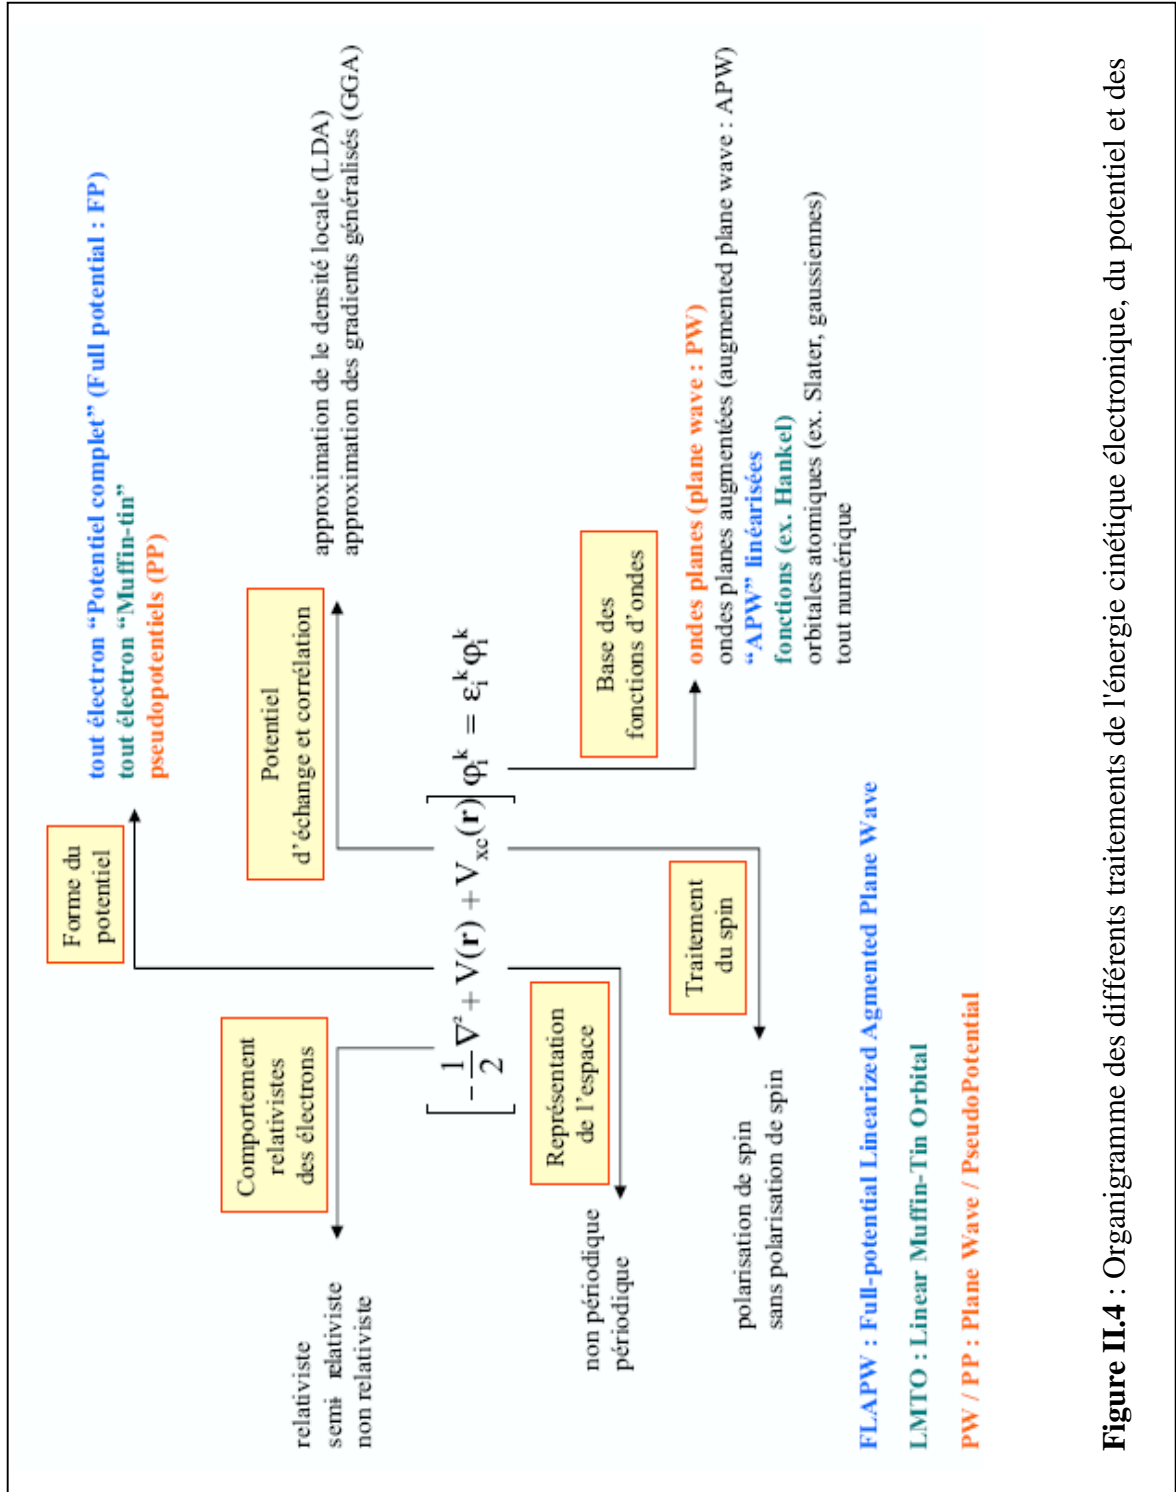 Forme du
potentiel
tout électron “Potentiel complet” (Full potential : FP)
tout électron “Muffin-tin”
pseudopotentiels (PP)
Comportement
relativistes
des électrons
relativiste
semi- relativiste
non relativiste
Potentiel
d'échange et corrélation
approximation de le densité locale (LDA)
approximation des gradients généralisés (GGA)
[ -1/2 ∇² + V(r) + Vxc(r) ] φi^k = εi^k φi^k
Représentation
de l'espace
non périodique
périodique
Base des
fonctions d'ondes
ondes planes (plane wave : PW)
ondes planes augmentées (augmented plane wave : APW)
“APW” linéarisées
fonctions (ex. Hankel)
orbitales atomiques (ex. Slater, gaussiennes)
tout numérique
Traitement
du spin
polarisation de spin
sans polarisation de spin
FLAPW : Full-potential Linearized Agmented Plane Wave
LMTO : Linear Muffin-Tin Orbital
PW / PP : Plane Wave / PseudoPotential
Figure II.4 : Organigramme des différents traitements de l'énergie cinétique électronique, du potentiel et des